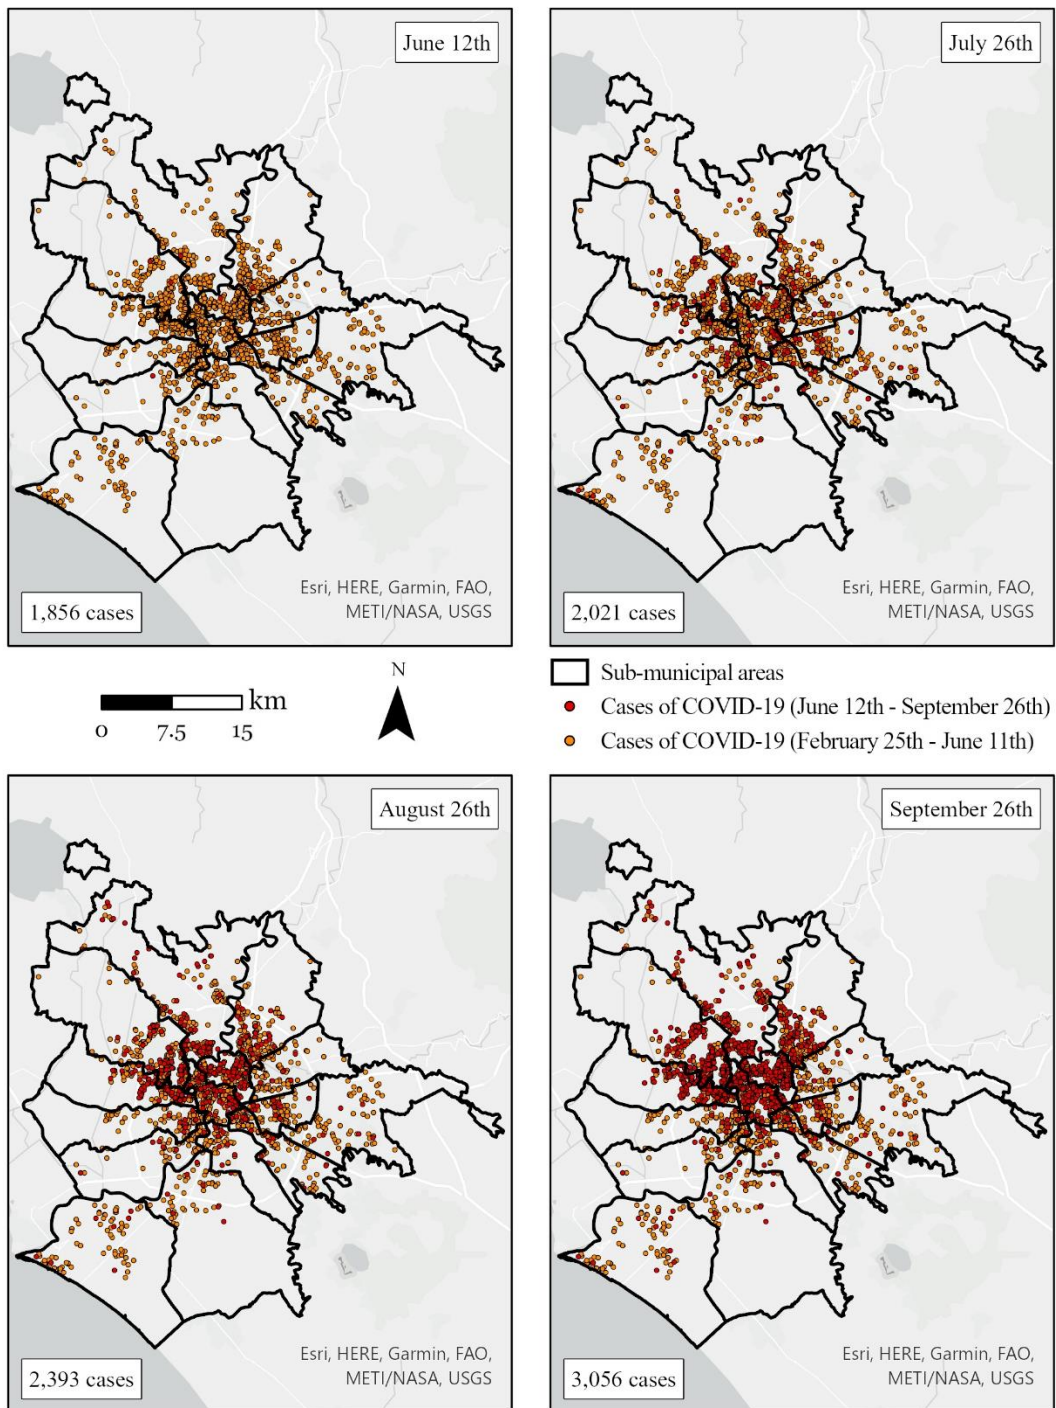 June 12th
Esri, HERE, Garmin, FAO,
METI/NASA, USGS
1,856 cases
July 26th
Esri, HERE, Garmin, FAO,
METI/NASA, USGS
2,021 cases
km
0 7.5 15
N
Sub-municipal areas
Cases of COVID-19 (June 12th - September 26th)
Cases of COVID-19 (February 25th - June 11th)
August 26th
Esri, HERE, Garmin, FAO,
METI/NASA, USGS
2,393 cases
September 26th
Esri, HERE, Garmin, FAO,
METI/NASA, USGS
3,056 cases